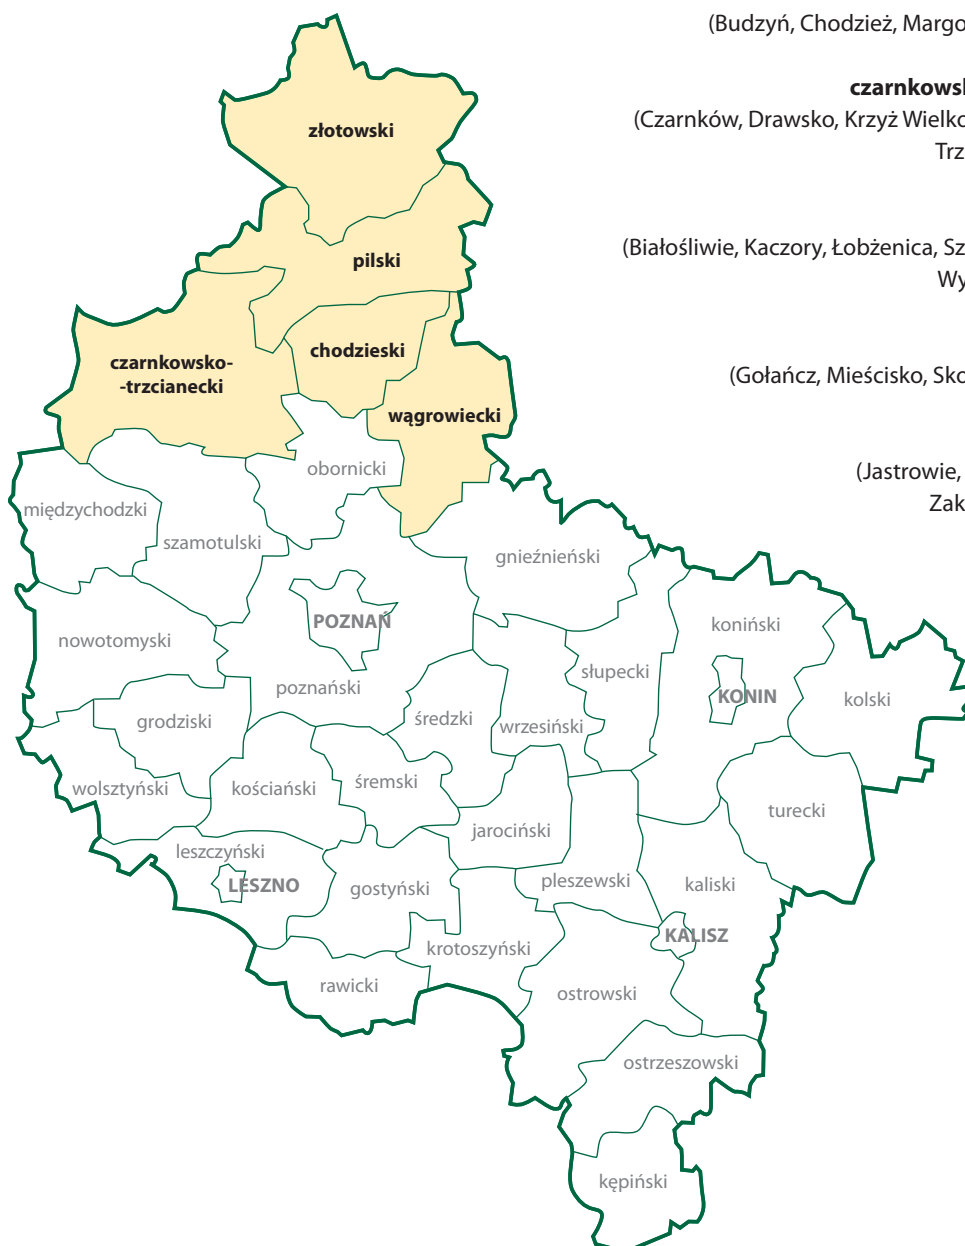 (Budzyń, Chodzież, Margo
czarnkowsk
(Czarnków, Drawsko, Krzyż Wielko
Trz
(Białośliwie, Kaczory, Łobżenica, Sz
Wy
(Gołańcz, Mieścisko, Sko
(Jastrowie,
Zak
złotowski
pilski
chodzieski
czarnkowsko-
-trzcianecki
wągrowiecki
obornicki
międzychodzki
szamotulski
gnieźnieński
POZNAŃ
koniński
nowotomyski
słupecki
poznański
KONIN
kolski
grodziski
średzki
wrzesiński
wolsztyński
kościański
śremski
turecki
jarociński
leszczyński
LESZNO
gostyński
pleszewski
kaliski
KALISZ
krotoszyński
rawicki
ostrowski
ostrzeszowski
kępiński